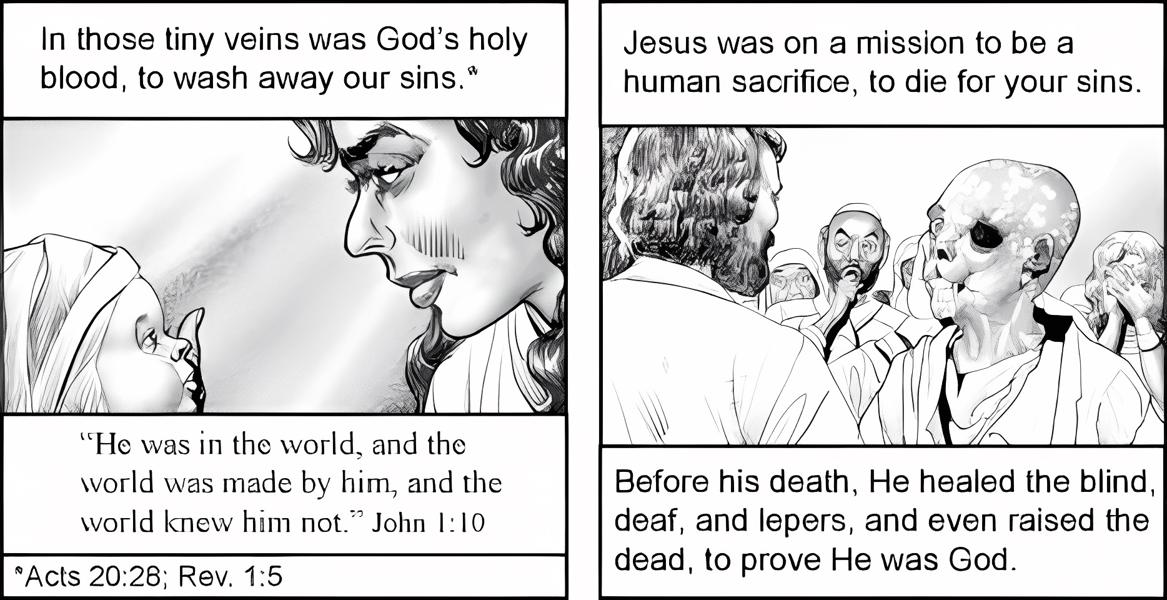 In those tiny veins was God's holy
blood, to wash away our sins.*
"He was in the world, and the
world was made by him, and the
world knew him not." John 1:10
*Acts 20:28; Rev. 1:5
Jesus was on a mission to be a
human sacrifice, to die for your sins.
Before his death, He healed the blind,
deaf, and lepers, and even raised the
dead, to prove He was God.